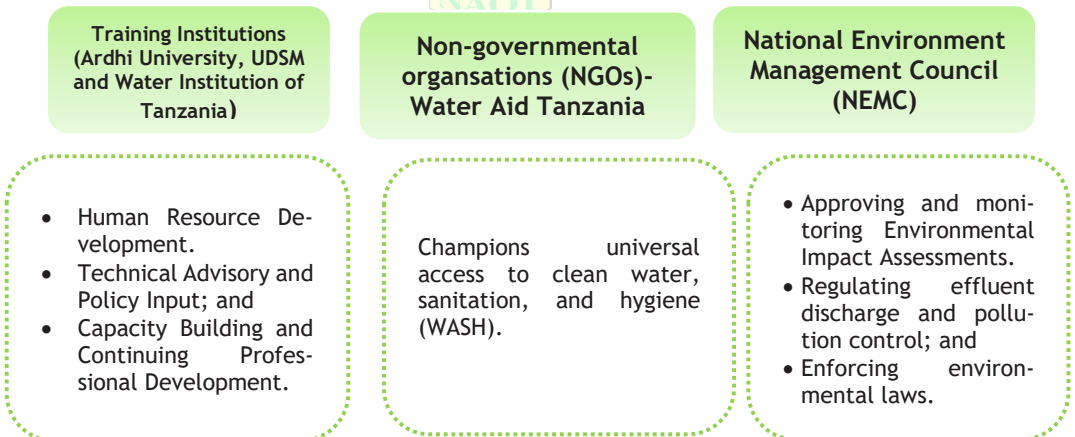 NAOT
Training Institutions
(Ardhi University, UDSM
and Water Institution of
Tanzania)
Non-governmental
organsations (NGOs)-
Water Aid Tanzania
National Environment
Management Council
(NEMC)
• Human Resource De-
velopment.
• Technical Advisory and
Policy Input; and
• Capacity Building and
Continuing Profes-
sional Development.
Champions universal
access to clean water,
sanitation, and hygiene
(WASH).
• Approving and moni-
toring Environmental
Impact Assessments.
• Regulating effluent
discharge and pollu-
tion control; and
• Enforcing environ-
mental laws.